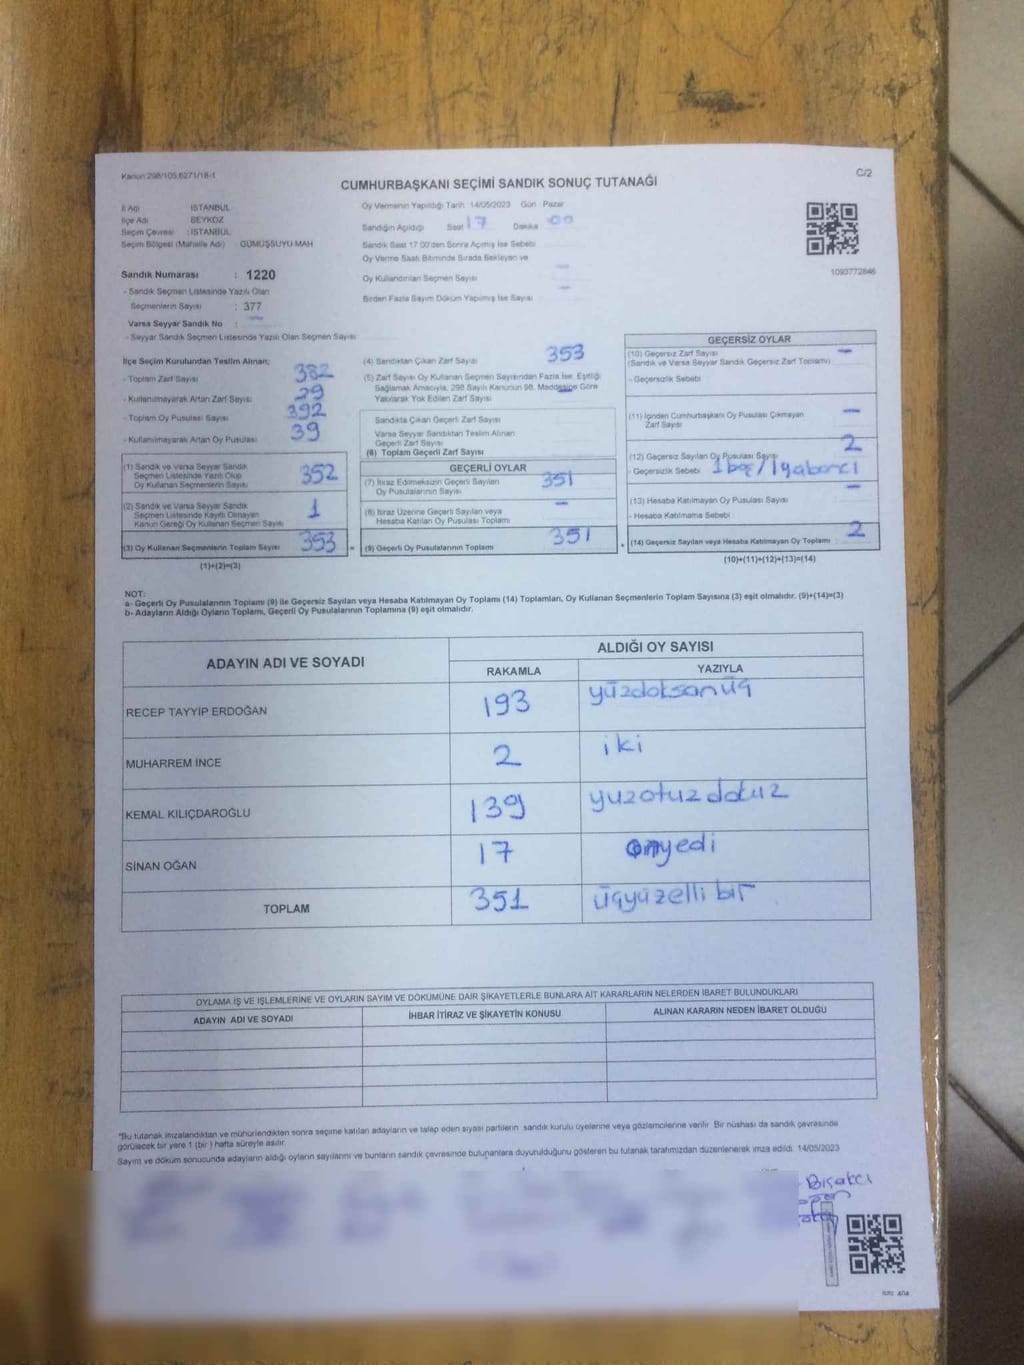 Kanun 298/105,6271/18-1
C/2
CUMHURBAŞKANI SEÇİMİ SANDIK SONUÇ TUTANAĞI
İl Adı : İSTANBUL
İlçe Adı : BEYKOZ
Seçim Çevresi : İSTANBUL
Seçim Bölgesi (Mahalle Adı) GÜMÜŞSUYU MAH
Sandık Numarası : 1220
- Sandık Seçmen Listesinde Yazılı Olan
Seçmenlerin Sayısı : 377
Varsa Seyyar Sandık No : —
- Seyyar Sandık Seçmen Listesinde Yazılı Olan Seçmen Sayısı
Oy Vermenin Yapıldığı Tarih 14/05/2023 Gün Pazar
Sandığın Açıldığı Saat 17 Dakika 00
Sandık Saat 17 00'den Sonra Açılmış İse Sebebi
Oy Verme Saati Bitiminde Sırada Bekleyen ve
Oy Kullandırılan Seçmen Sayısı —
Birden Fazla Sayım Döküm Yapılmış İse Sayısı —
1093772846
İlçe Seçim Kurulundan Teslim Alınan;
- Toplam Zarf Sayısı 382
- Kullanılmayarak Artan Zarf Sayısı 29
- Toplam Oy Pusulası Sayısı 392
- Kullanılmayarak Artan Oy Pusulası 39
(1) Sandık ve Varsa Seyyar Sandık
Seçmen Listesinde Yazılı Olup
Oy Kullanan Seçmenlerin Sayısı 352
(2) Sandık ve Varsa Seyyar Sandık
Seçmen Listesinde Kayıtlı Olmayan
Kanun Gereği Oy Kullanan Seçmen Sayısı 1
(3) Oy Kullanan Seçmenlerin Toplam Sayısı 353
(1)+(2)=(3)
(4) Sandıktan Çıkan Zarf Sayısı 353
(5) Zarf Sayısı Oy Kullanan Seçmen Sayısından Fazla İse, Eşitliği
Sağlamak Amacıyla, 298 Sayılı Kanunun 98. Maddesine Göre
Yakılarak Yok Edilen Zarf Sayısı —
Sandıkta Çıkan Geçerli Zarf Sayısı
Varsa Seyyar Sandıktan Teslim Alınan
Geçerli Zarf Sayısı
(6) Toplam Geçerli Zarf Sayısı
GEÇERLİ OYLAR
(7) İtiraz Edilmeksizin Geçerli Sayılan
Oy Pusulalarının Sayısı 351
(8) İtiraz Üzerine Geçerli Sayılan veya
Hesaba Katılan Oy Pusulası Toplamı —
(9) Geçerli Oy Pusulalarının Toplamı 351
GEÇERSİZ OYLAR
(10) Geçersiz Zarf Sayısı —
(Sandık ve Varsa Seyyar Sandık Geçersiz Zarf Toplamı)
- Geçersizlik Sebebi
(11) İçinden Cumhurbaşkanı Oy Pusulası Çıkmayan
Zarf Sayısı —
(12) Geçersiz Sayılan Oy Pusulası Sayısı 2
- Geçersizlik Sebebi 1 boş / 1 yabancı
(13) Hesaba Katılmayan Oy Pusulası Sayısı —
- Hesaba Katılmama Sebebi
(14) Geçersiz Sayılan veya Hesaba Katılmayan Oy Toplamı : 2
(10)+(11)+(12)+(13)=(14)
NOT:
a- Geçerli Oy Pusulalarının Toplamı (9) ile Geçersiz Sayılan veya Hesaba Katılmayan Oy Toplamı (14) Toplamları, Oy Kullanan Seçmenlerin Toplam Sayısına (3) eşit olmalıdır. (9)+(14)=(3)
b- Adayların Aldığı Oyların Toplamı, Geçerli Oy Pusulalarının Toplamına (9) eşit olmalıdır.
ADAYIN ADI VE SOYADI
ALDIĞI OY SAYISI
RAKAMLA YAZIYLA
RECEP TAYYİP ERDOĞAN 193 yüzdoksanüç
MUHARREM İNCE 2 iki
KEMAL KILIÇDAROĞLU 139 yuzotuzdokuz
SİNAN OĞAN 17 onyedi
TOPLAM 351 üçyüzelli bir
OYLAMA İŞ VE İŞLEMLERİNE VE OYLARIN SAYIM VE DÖKÜMÜNE DAİR ŞİKAYETLERLE BUNLARA AİT KARARLARIN NELERDEN İBARET BULUNDUKLARI
ADAYIN ADI VE SOYADI İHBAR İTİRAZ VE ŞİKAYETİN KONUSU ALINAN KARARIN NEDEN İBARET OLDUĞU
*Bu tutanak imzalandıktan ve mühürlendikten sonra seçime katılan adayların ve talep eden siyasi partilerin sandık kurulu üyelerine veya gözlemcilerine verilir. Bir nüshası da sandık çevresinde
görülecek bir yere 1 (bir) hafta süreyle asılır.
Sayım ve döküm sonucunda adayların aldığı oyların sayılarını ve bunların sandık çevresinde bulunanlara duyurulduğunu gösteren bu tutanak tarafımızdan düzenlenerek imza edildi. 14/05/2023
Bıçakcı